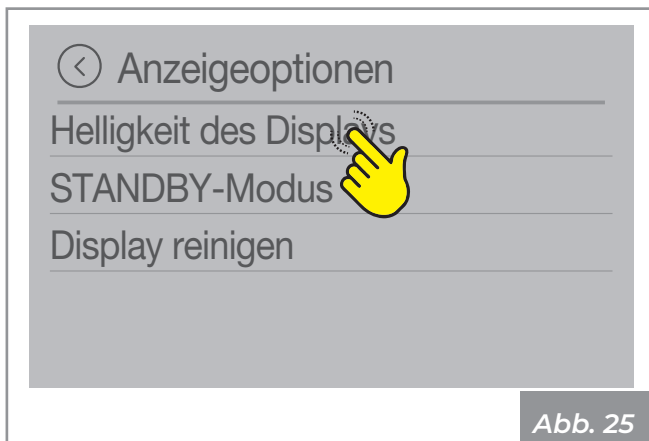 Anzeigeoptionen
Helligkeit des Displays
STANDBY-Modus
Display reinigen
Abb. 25